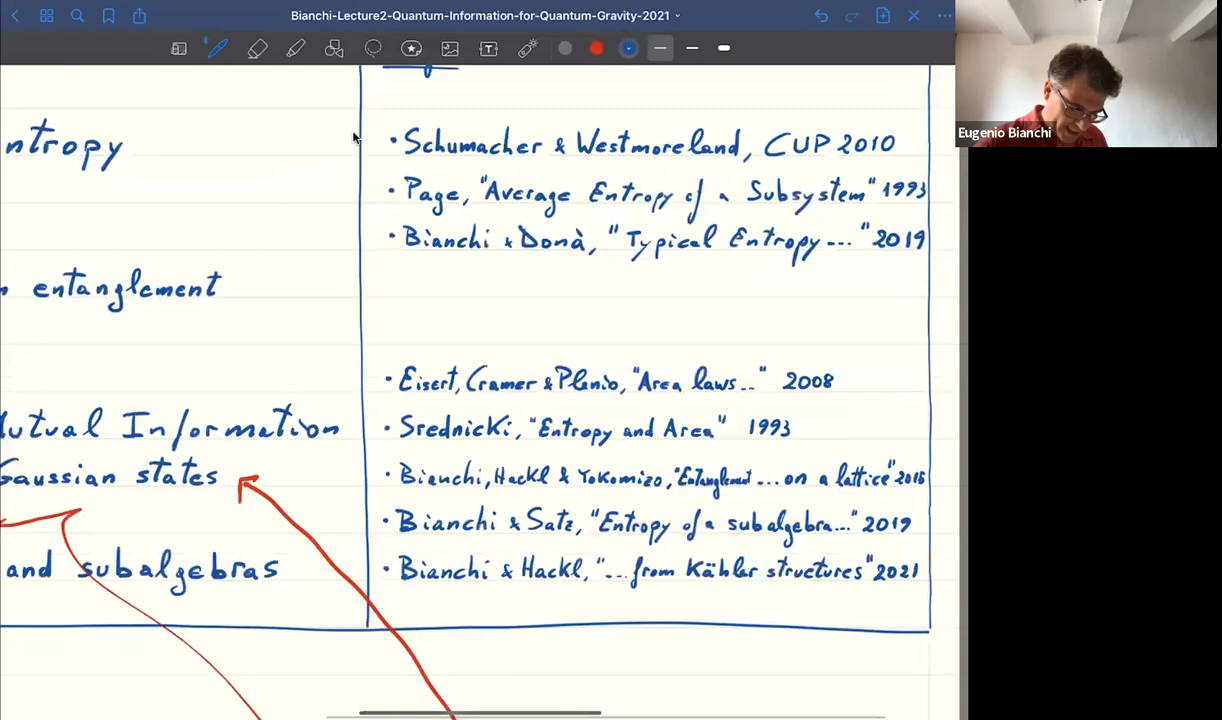 Bianchi-Lecture2-Quantum-Information-for-Quantum-Gravity-2021
Eugenio Bianchi
ntropy
entanglement
Mutual Information
Gaussian states
and subalgebras
• Schumacher & Westmoreland, CUP 2010
• Page, "Average Entropy of a Subsystem" 1993
• Bianchi & Donà, "Typical Entropy..." 2019
• Eisert, Cramer & Plenio, "Area laws.." 2008
• Srednicki, "Entropy and Area" 1993
• Bianchi, Hackl & Yokomizo, "Entanglement ... on a lattice" 2015
• Bianchi & Satz, "Entropy of a subalgebra..." 2019
• Bianchi & Hackl, "...from Kähler structures" 2021